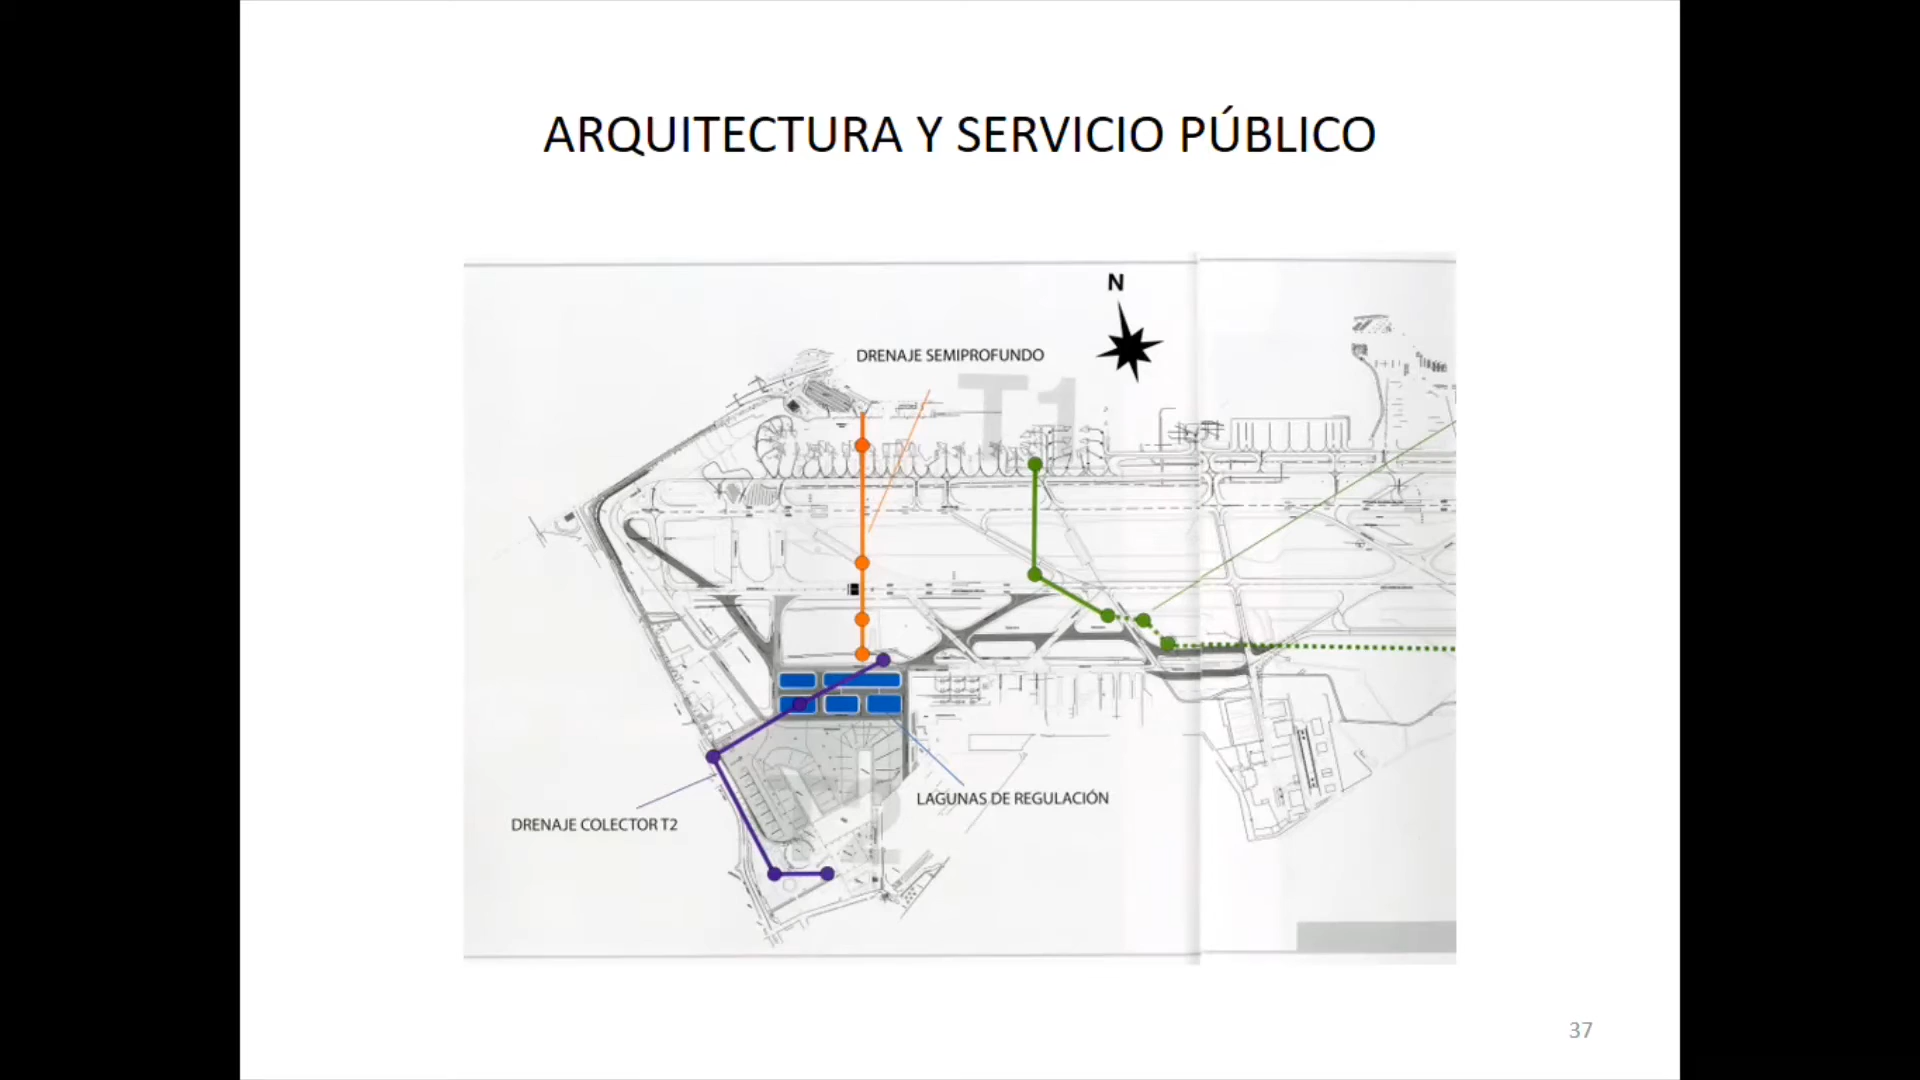 ARQUITECTURA Y SERVICIO PÚBLICO
N
DRENAJE SEMIPROFUNDO
T1
LAGUNAS DE REGULACIÓN
DRENAJE COLECTOR T2
37